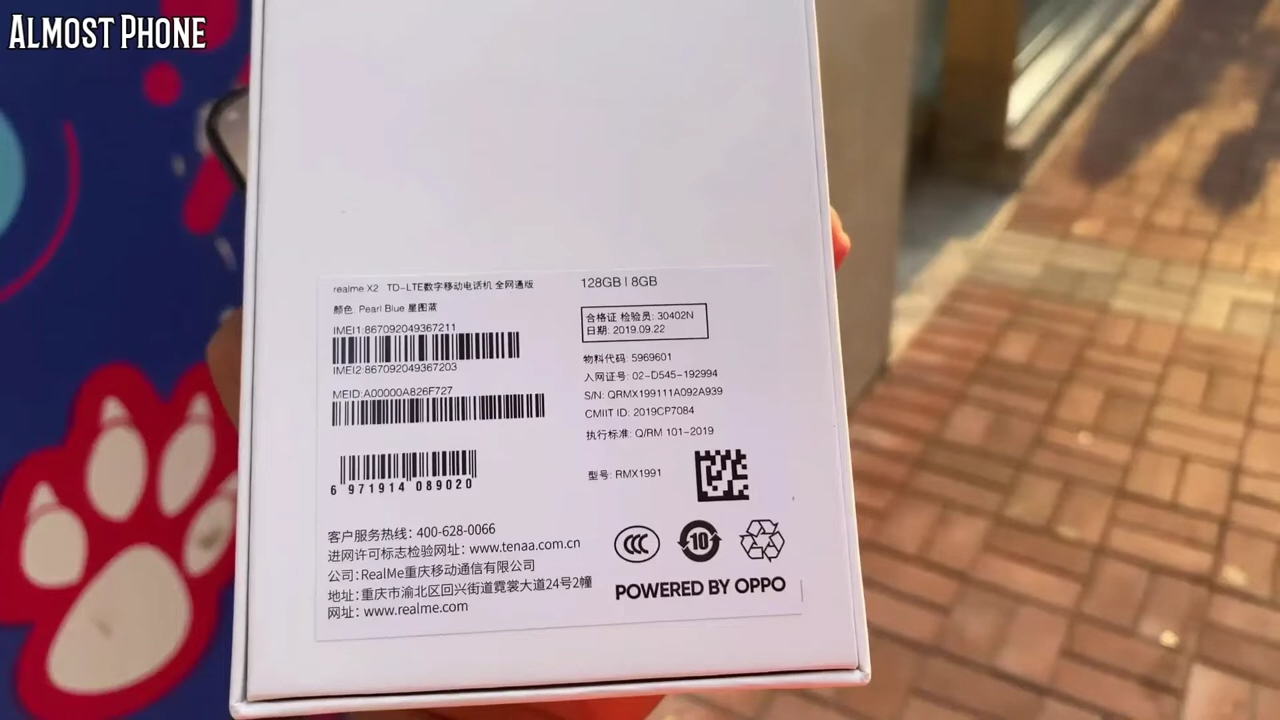 ALMOST PHONE
realme X2 TD-LTE数字移动电话机 全网通版
128GB | 8GB
颜色 Pearl Blue 星图蓝
合格证 检验员: 30402N
日期: 2019.09.22
IMEI1:867092049367211
IMEI2:867092049367203
MEID:A00000A826F727
物料代码: 5969601
入网证号: 02-D545-192994
S/N: QRMX199111A092A939
CMIIT ID: 2019CP7084
执行标准: Q/RM 101-2019
型号: RMX1991
6 971914 089020
客户服务热线: 400-628-0066
进网许可标志检验网址: www.tenaa.com.cn
公司: RealMe重庆移动通信有限公司
地址: 重庆市渝北区回兴街道霓裳大道24号2幢
网址: www.realme.com
CCC
10
POWERED BY OPPO